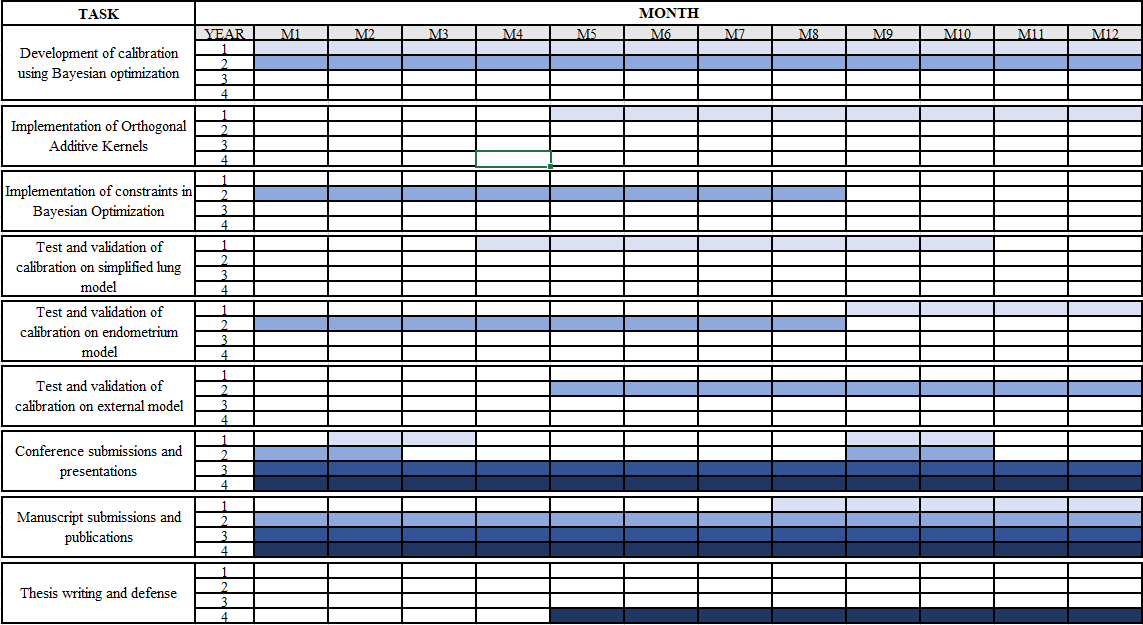 TASK MONTH
YEAR M1 M2 M3 M4 M5 M6 M7 M8 M9 M10 M11 M12
Development of calibration
using Bayesian optimization
1
2
3
4
Implementation of Orthogonal
Additive Kernels
1
2
3
4
Implementation of constraints in
Bayesian Optimization
1
2
3
4
Test and validation of
calibration on simplified lung
model
1
2
3
4
Test and validation of
calibration on endometrium
model
1
2
3
4
Test and validation of
calibration on external model
1
2
3
4
Conference submissions and
presentations
1
2
3
4
Manuscript submissions and
publications
1
2
3
4
Thesis writing and defense
1
2
3
4